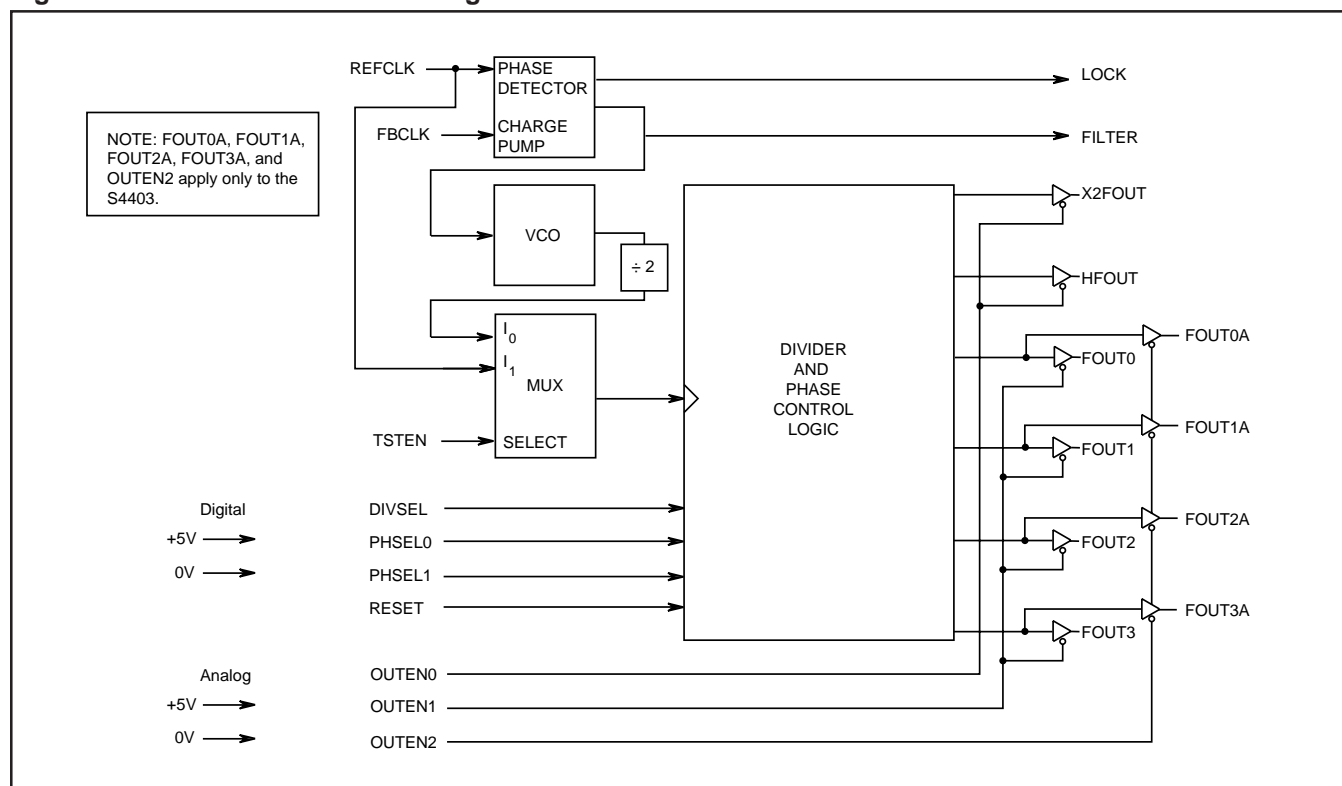 REFCLK
PHASE
DETECTOR
LOCK
FBCLK
CHARGE
PUMP
FILTER
NOTE: FOUT0A, FOUT1A,
FOUT2A, FOUT3A, and
OUTEN2 apply only to the
S4403.
VCO
÷ 2
X2FOUT
HFOUT
I0
I1
MUX
TSTEN
SELECT
DIVIDER
AND
PHASE
CONTROL
LOGIC
FOUT0A
FOUT0
FOUT1A
FOUT1
FOUT2A
FOUT2
FOUT3A
FOUT3
Digital
+5V
0V
DIVSEL
PHSEL0
PHSEL1
RESET
Analog
+5V
0V
OUTEN0
OUTEN1
OUTEN2